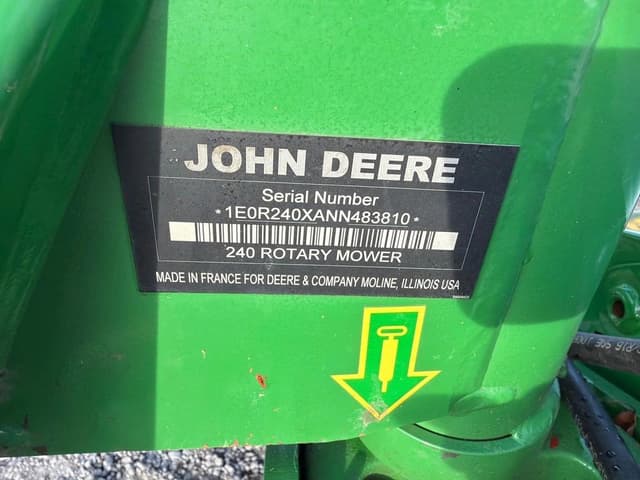 JOHN DEERE
Serial Number
*1E0R240XANN483810*
240 ROTARY MOWER
MADE IN FRANCE FOR DEERE & COMPANY MOLINE, ILLINOIS USA